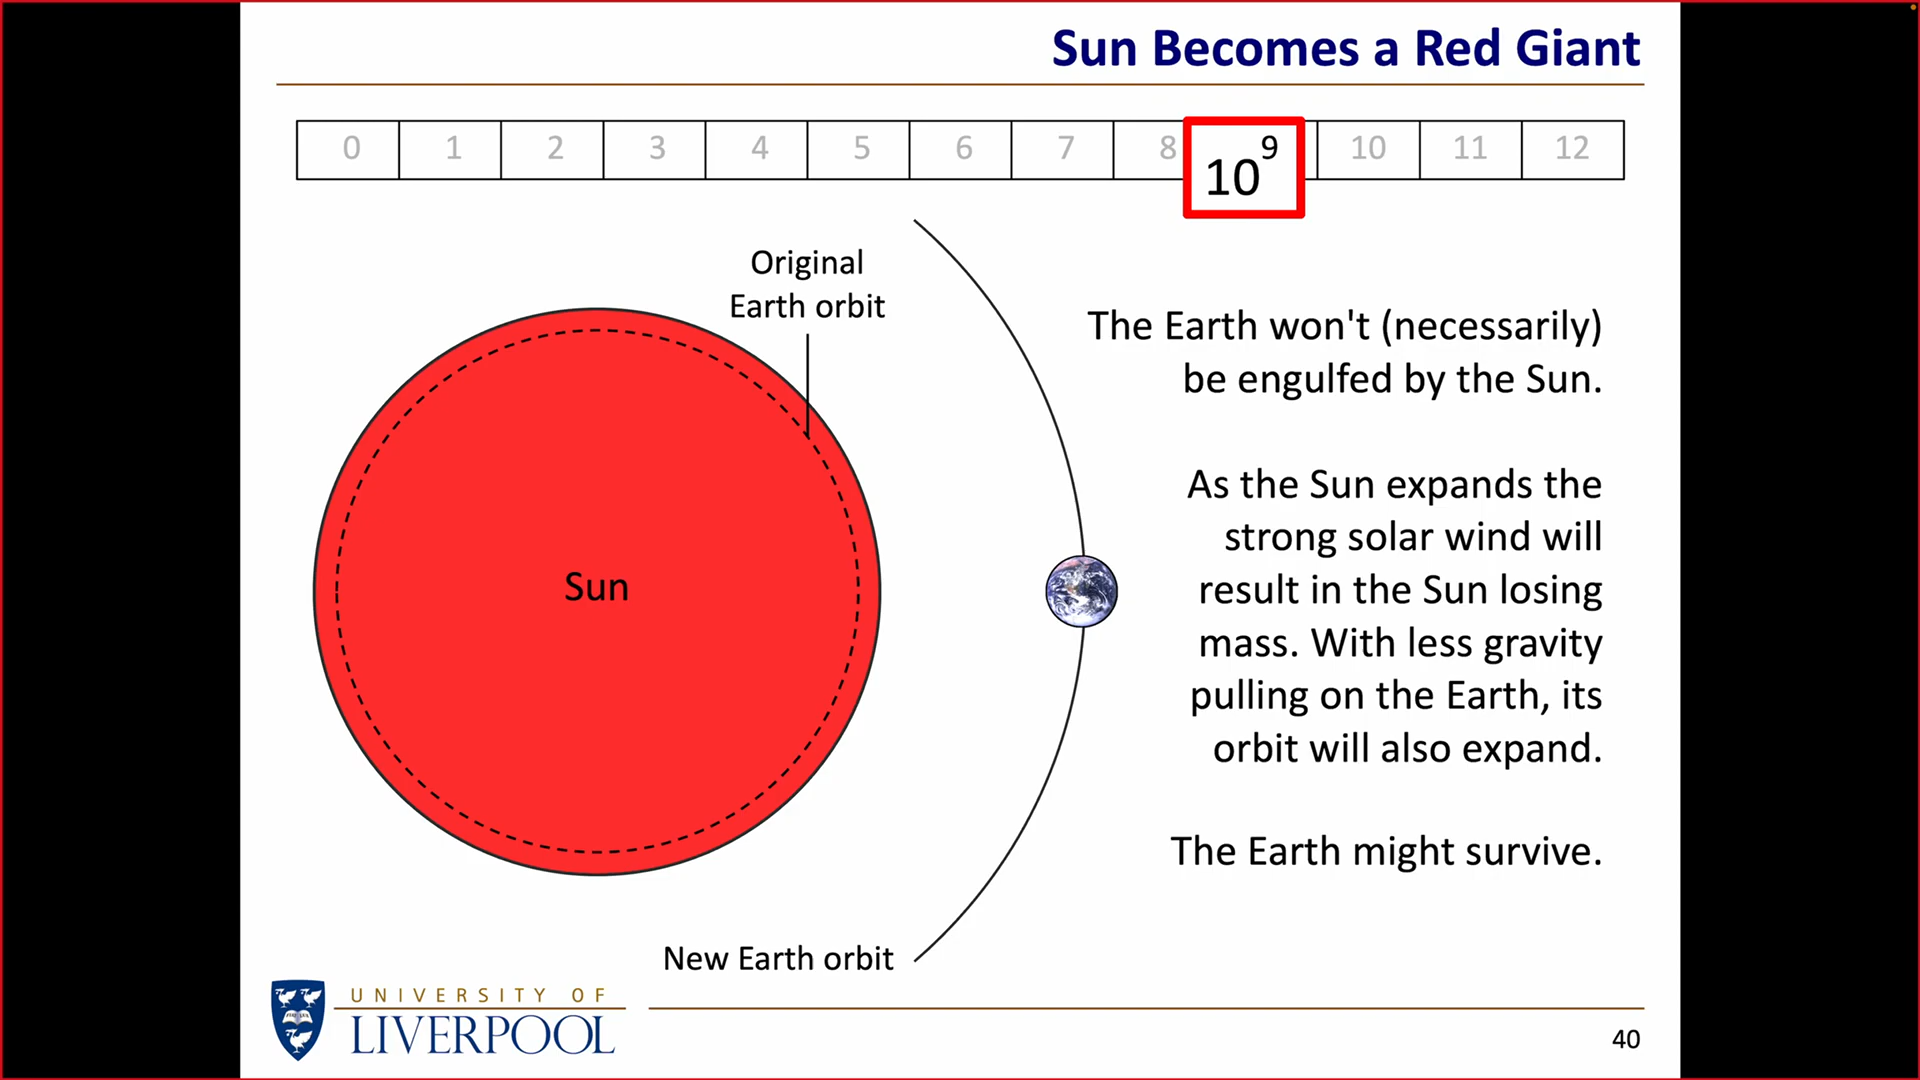 Sun Becomes a Red Giant
0 1 2 3 4 5 6 7 8 10⁹ 10 11 12
Original
Earth orbit
Sun
The Earth won't (necessarily)
be engulfed by the Sun.
As the Sun expands the
strong solar wind will
result in the Sun losing
mass. With less gravity
pulling on the Earth, its
orbit will also expand.
The Earth might survive.
New Earth orbit
UNIVERSITY OF
LIVERPOOL
40